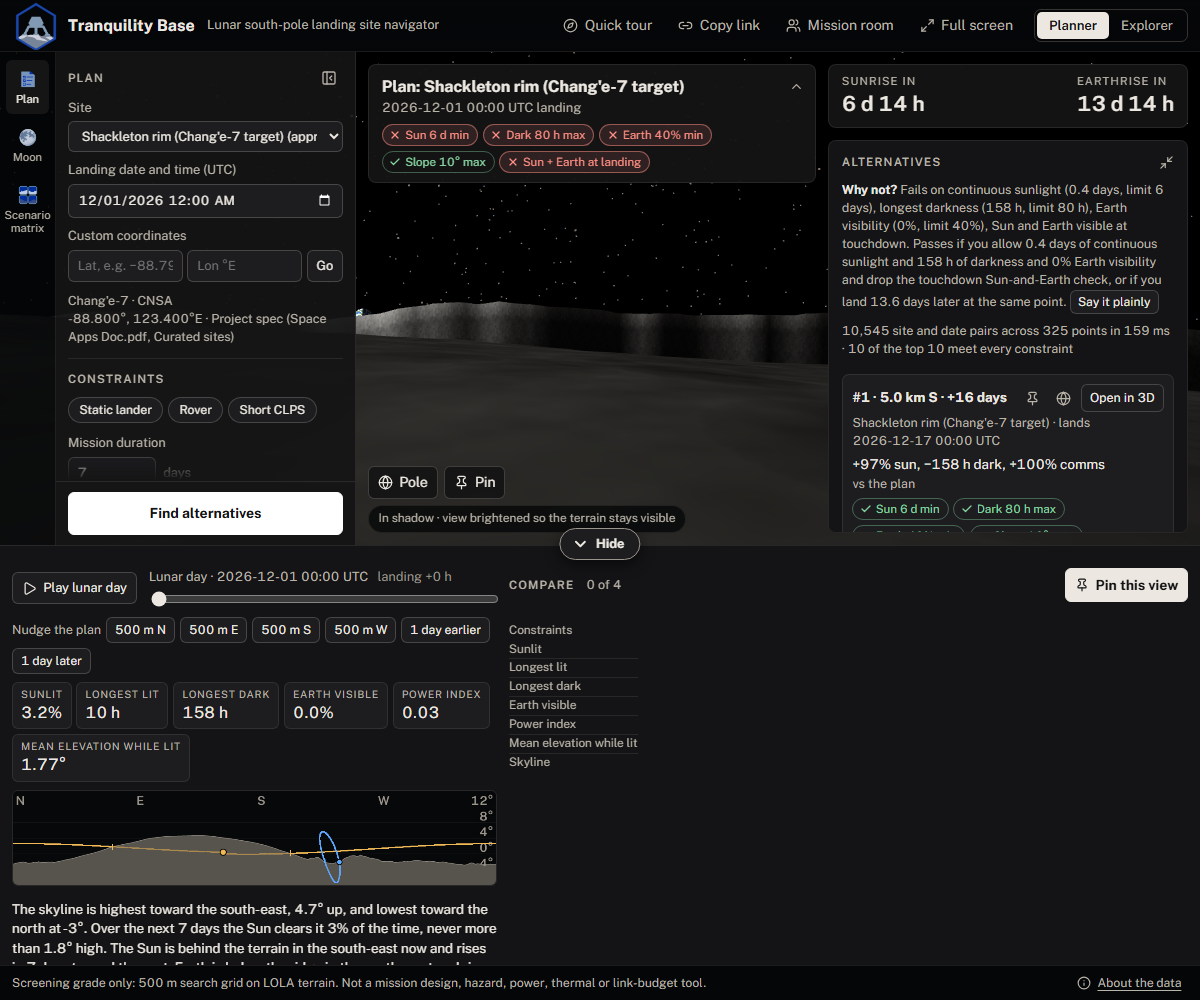 Tranquility Base
Lunar south-pole landing site navigator
Quick tour
Copy link
Mission room
Full screen
Planner
Explorer
Plan
Moon
Scenario
matrix
PLAN
Site
Shackleton rim (Chang'e-7 target) (appr
Landing date and time (UTC)
12/01/2026 12:00 AM
Custom coordinates
Lat, e.g. −88.79
Lon °E
Go
Chang'e-7 · CNSA
-88.800°, 123.400°E · Project spec (Space
Apps Doc.pdf, Curated sites)
CONSTRAINTS
Static lander
Rover
Short CLPS
Mission duration
7
days
Find alternatives
Plan: Shackleton rim (Chang'e-7 target)
2026-12-01 00:00 UTC landing
Sun 6 d min
Dark 80 h max
Earth 40% min
Slope 10° max
Sun + Earth at landing
Pole
Pin
In shadow · view brightened so the terrain stays visible
Hide
SUNRISE IN
6 d 14 h
EARTHRISE IN
13 d 14 h
ALTERNATIVES
Why not? Fails on continuous sunlight (0.4 days, limit 6
days), longest darkness (158 h, limit 80 h), Earth
visibility (0%, limit 40%), Sun and Earth visible at
touchdown. Passes if you allow 0.4 days of continuous
sunlight and 158 h of darkness and 0% Earth visibility
and drop the touchdown Sun-and-Earth check, or if you
land 13.6 days later at the same point. Say it plainly
10,545 site and date pairs across 325 points in 159 ms
· 10 of the top 10 meet every constraint
#1 · 5.0 km S · +16 days
Open in 3D
Shackleton rim (Chang'e-7 target) · lands
2026-12-17 00:00 UTC
+97% sun, −158 h dark, +100% comms
vs the plan
Sun 6 d min
Dark 80 h max
Play lunar day
Lunar day · 2026-12-01 00:00 UTC landing +0 h
Nudge the plan
500 m N
500 m E
500 m S
500 m W
1 day earlier
1 day later
SUNLIT
3.2%
LONGEST LIT
10 h
LONGEST DARK
158 h
EARTH VISIBLE
0.0%
POWER INDEX
0.03
MEAN ELEVATION WHILE LIT
1.77°
N
E
S
W
12°
8°
4°
0°
4°
The skyline is highest toward the south-east, 4.7° up, and lowest toward the
north at -3°. Over the next 7 days the Sun clears it 3% of the time, never more
than 1.8° high. The Sun is behind the terrain in the south-east now and rises
COMPARE 0 of 4
Pin this view
Constraints
Sunlit
Longest lit
Longest dark
Earth visible
Power index
Mean elevation while lit
Skyline
Screening grade only: 500 m search grid on LOLA terrain. Not a mission design, hazard, power, thermal or link-budget tool.
About the data